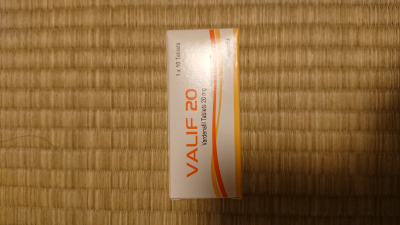 1 x 10 Tablets
VALIF 20
Vardenafil Tablets 20 mg